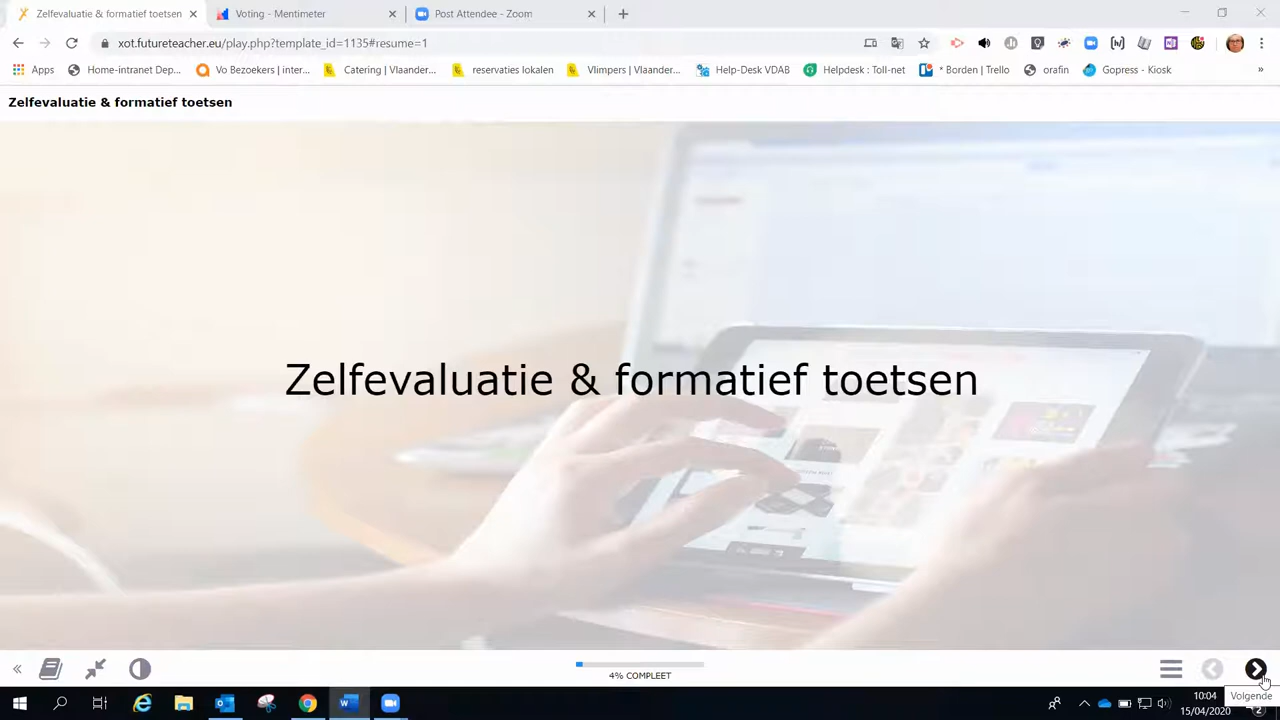 Zelfevaluatie & formatief toetsen
Voting - Mentimeter
Post Attendee - Zoom
xot.futureteacher.eu/play.php?template_id=1135#resume=1
Apps
Home-intranet Dep...
Vo Bezoekers | inter...
Catering | Vlaander...
reservaties lokalen
Vlimpers | Vlaander...
Help-Desk VDAB
Helpdesk : Toll-net
* Borden | Trello
orafin
Gopress - Kiosk
»
Zelfevaluatie & formatief toetsen
Zelfevaluatie & formatief toetsen
4% COMPLEET
Volgende
10:04
15/04/2020
2